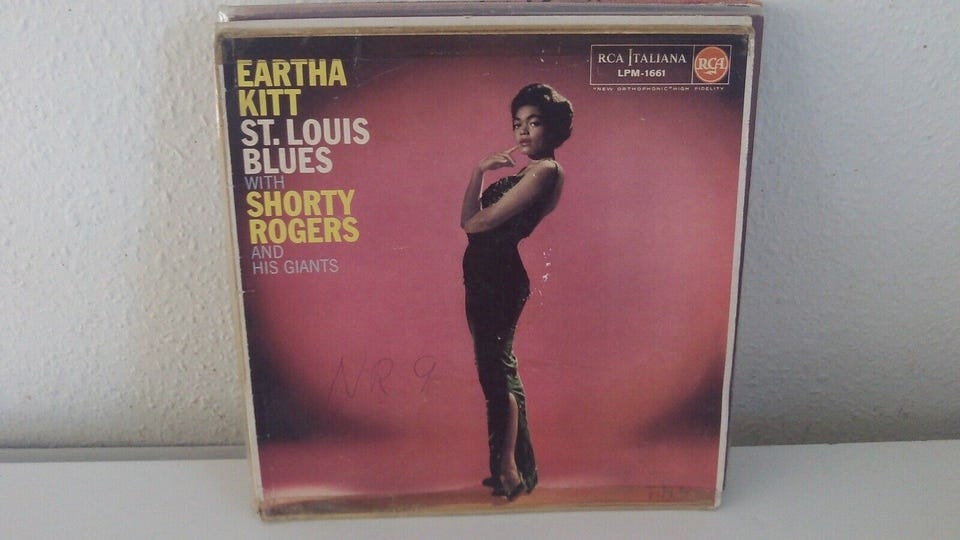 EARTHA
KITT
ST. LOUIS
BLUES
WITH
SHORTY
ROGERS
AND
HIS GIANTS
RCA ITALIANA
LPM-1661
RCA
"NEW ORTHOPHONIC" HIGH FIDELITY
NR 9